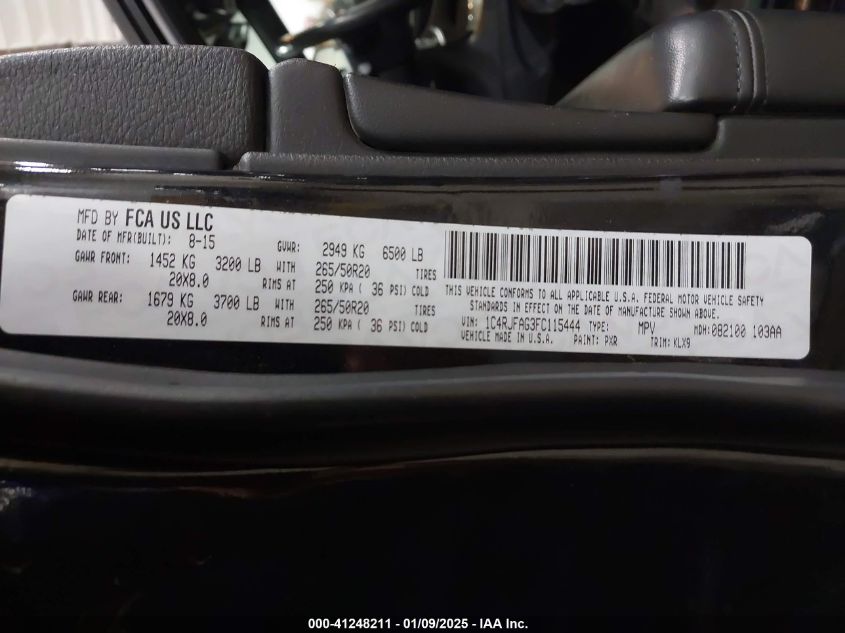 MFD BY FCA US LLC
DATE OF MFR(BUILT): 8-15 GVWR: 2949 KG 6500 LB
GAWR FRONT: 1452 KG 3200 LB WITH 265/50R20 TIRES
20X8.0 RIMS AT 250 KPA ( 36 PSI) COLD
GAWR REAR: 1679 KG 3700 LB WITH 265/50R20 TIRES
20X8.0 RIMS AT 250 KPA ( 36 PSI) COLD
THIS VEHICLE CONFORMS TO ALL APPLICABLE U.S.A. FEDERAL MOTOR VEHICLE SAFETY
STANDARDS IN EFFECT ON THE DATE OF MANUFACTURE SHOWN ABOVE.
VIN: 1C4RJFAG3FC115444 TYPE: MPV MDH:082100 103AA
VEHICLE MADE IN U.S.A. PAINT: PXR TRIM: KLX9
000-41248211 - 01/09/2025 - IAA Inc.